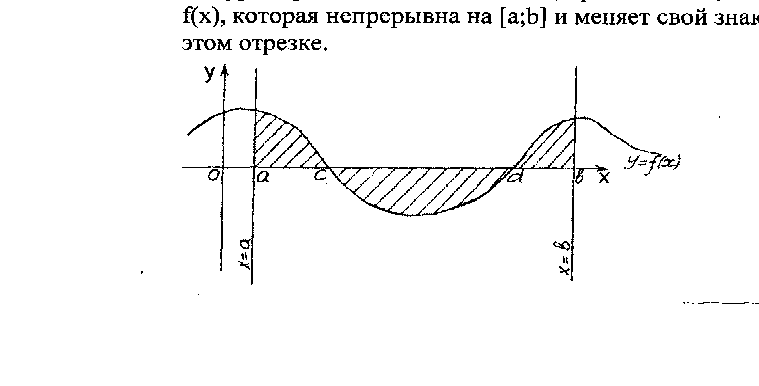 f(x), которая непрерывна на [a;b] и меняет свой знак
этом отрезке.
y
0 a c d b x
y=f(x)
x=a
x=b